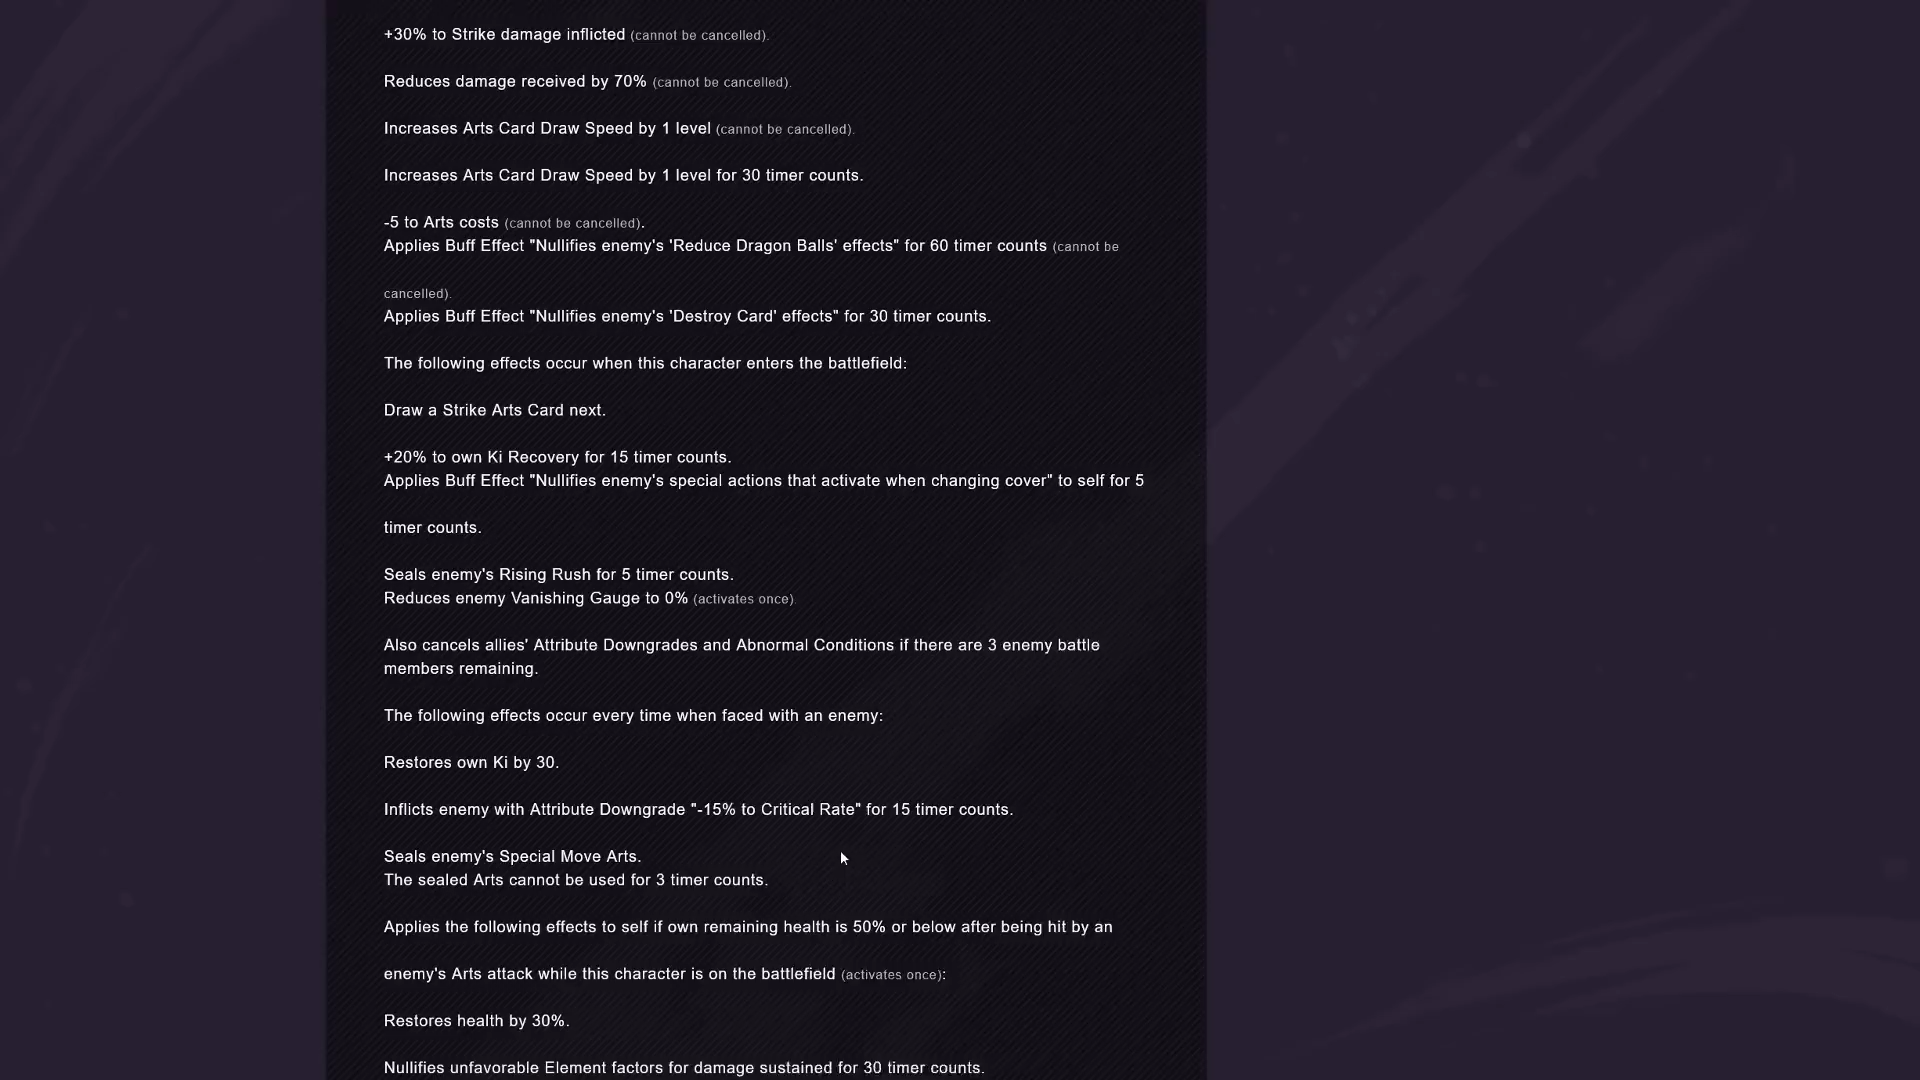 +30% to Strike damage inflicted (cannot be cancelled).
Reduces damage received by 70% (cannot be cancelled).
Increases Arts Card Draw Speed by 1 level (cannot be cancelled).
Increases Arts Card Draw Speed by 1 level for 30 timer counts.
-5 to Arts costs (cannot be cancelled).
Applies Buff Effect "Nullifies enemy's 'Reduce Dragon Balls' effects" for 60 timer counts (cannot be
cancelled).
Applies Buff Effect "Nullifies enemy's 'Destroy Card' effects" for 30 timer counts.
The following effects occur when this character enters the battlefield:
Draw a Strike Arts Card next.
+20% to own Ki Recovery for 15 timer counts.
Applies Buff Effect "Nullifies enemy's special actions that activate when changing cover" to self for 5
timer counts.
Seals enemy's Rising Rush for 5 timer counts.
Reduces enemy Vanishing Gauge to 0% (activates once).
Also cancels allies' Attribute Downgrades and Abnormal Conditions if there are 3 enemy battle
members remaining.
The following effects occur every time when faced with an enemy:
Restores own Ki by 30.
Inflicts enemy with Attribute Downgrade "-15% to Critical Rate" for 15 timer counts.
Seals enemy's Special Move Arts.
The sealed Arts cannot be used for 3 timer counts.
Applies the following effects to self if own remaining health is 50% or below after being hit by an
enemy's Arts attack while this character is on the battlefield (activates once):
Restores health by 30%.
Nullifies unfavorable Element factors for damage sustained for 30 timer counts.